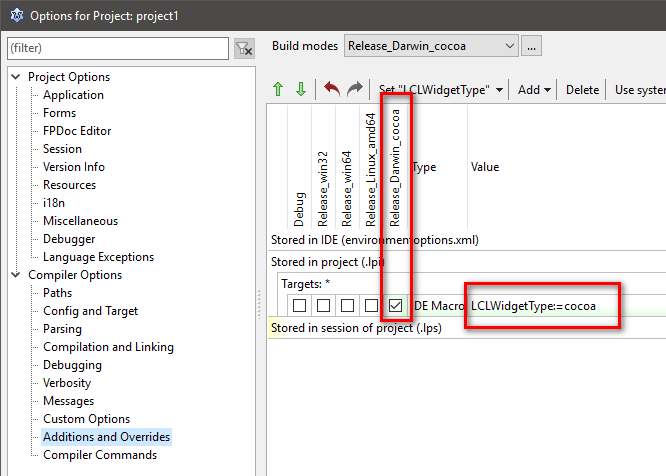 Options for Project: project1
(filter)
Build modes Release_Darwin_cocoa ...
Project Options
Application
Forms
FPDoc Editor
Session
Version Info
Resources
i18n
Miscellaneous
Debugger
Language Exceptions
Compiler Options
Paths
Config and Target
Parsing
Compilation and Linking
Debugging
Verbosity
Messages
Custom Options
Additions and Overrides
Compiler Commands
Set "LCLWidgetType" Add Delete Use system
Debug
Release_win32
Release_win64
Release_Linux_amd64
Release_Darwin_cocoa
Type Value
Stored in IDE (environmentoptions.xml)
Stored in project (.lpi)
Targets: *
IDE Macro LCLWidgetType:=cocoa
Stored in session of project (.lps)